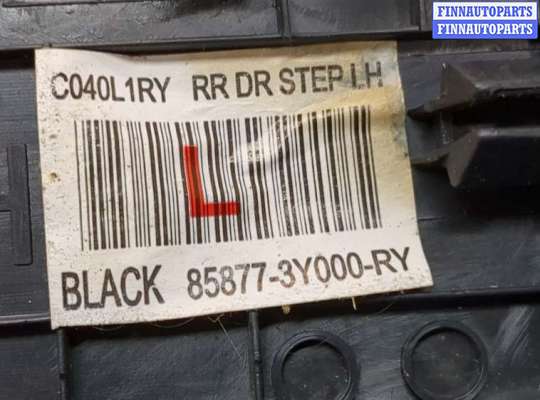 FINNAUTOPARTS
FINNAUTOPARTS
C040L1RY RR DR STEP LH
L
BLACK 85877-3Y000-RY